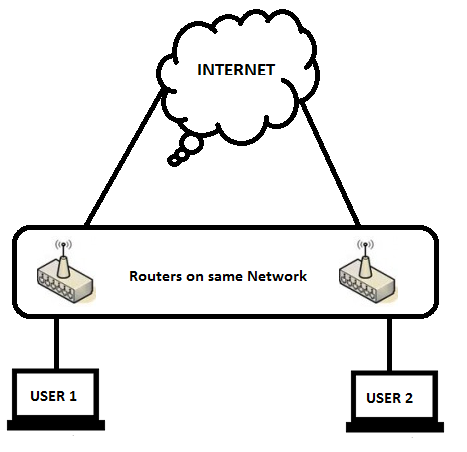 INTERNET
Routers on same Network
USER 1
USER 2